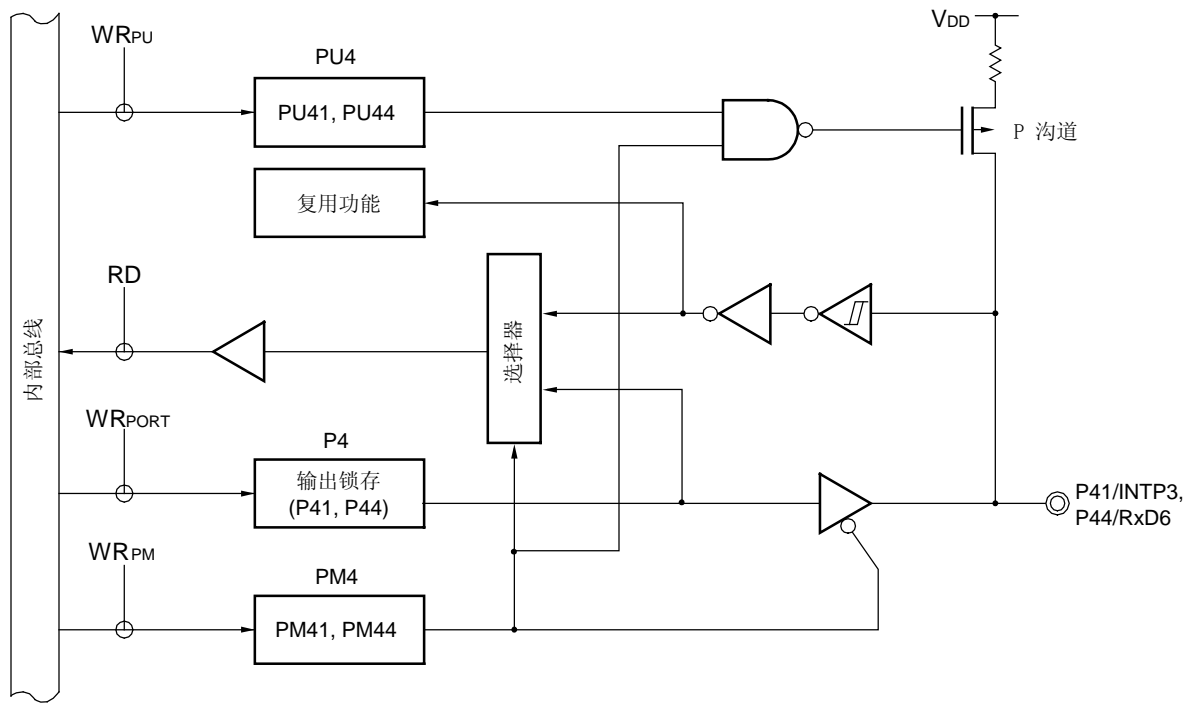 WRPU
PU4
PU41, PU44
VDD
P 沟道
复用功能
RD
选择器
内部总线
WRPORT
P4
输出锁存
(P41, P44)
P41/INTP3,
P44/RxD6
WRPM
PM4
PM41, PM44